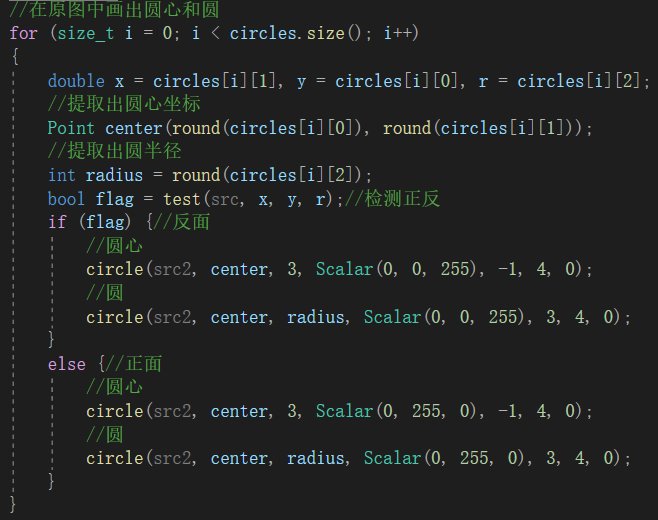 //在原图中画出圆心和圆
for (size_t i = 0; i < circles.size(); i++)
{
    double x = circles[i][1], y = circles[i][0], r = circles[i][2];
    //提取出圆心坐标
    Point center(round(circles[i][0]), round(circles[i][1]));
    //提取出圆半径
    int radius = round(circles[i][2]);
    bool flag = test(src, x, y, r);//检测正反
    if (flag) {//反面
        //圆心
        circle(src2, center, 3, Scalar(0, 0, 255), -1, 4, 0);
        //圆
        circle(src2, center, radius, Scalar(0, 0, 255), 3, 4, 0);
    }
    else {//正面
        //圆心
        circle(src2, center, 3, Scalar(0, 255, 0), -1, 4, 0);
        //圆
        circle(src2, center, radius, Scalar(0, 255, 0), 3, 4, 0);
    }
}